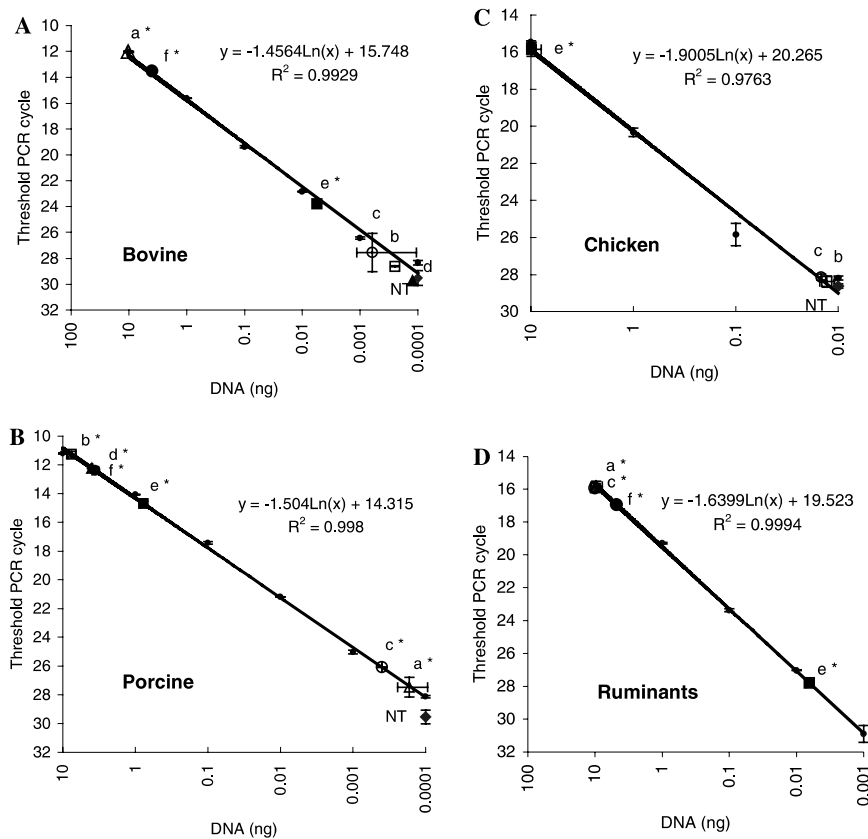 A
10
12
14
16
18
20
22
24
26
28
30
32
Threshold PCR cycle
a *
f *
y = -1.4564Ln(x) + 15.748
R² = 0.9929
e *
c
b
d
NT
Bovine
100
10
1
0.1
0.01
0.001
0.0001
DNA (ng)
C
14
16
18
20
22
24
26
28
30
Threshold PCR cycle
e *
y = -1.9005Ln(x) + 20.265
R² = 0.9763
Chicken
c
b
NT
10
1
0.1
0.01
DNA (ng)
B
10
12
14
16
18
20
22
24
26
28
30
32
Threshold PCR cycle
b *
d *
f *
e *
y = -1.504Ln(x) + 14.315
R² = 0.998
c *
a *
NT
Porcine
10
1
0.1
0.01
0.001
0.0001
DNA (ng)
D
14
16
18
20
22
24
26
28
30
32
Threshold PCR cycle
a *
c *
f *
y = -1.6399Ln(x) + 19.523
R² = 0.9994
e *
Ruminants
100
10
1
0.1
0.01
0.001
DNA (ng)